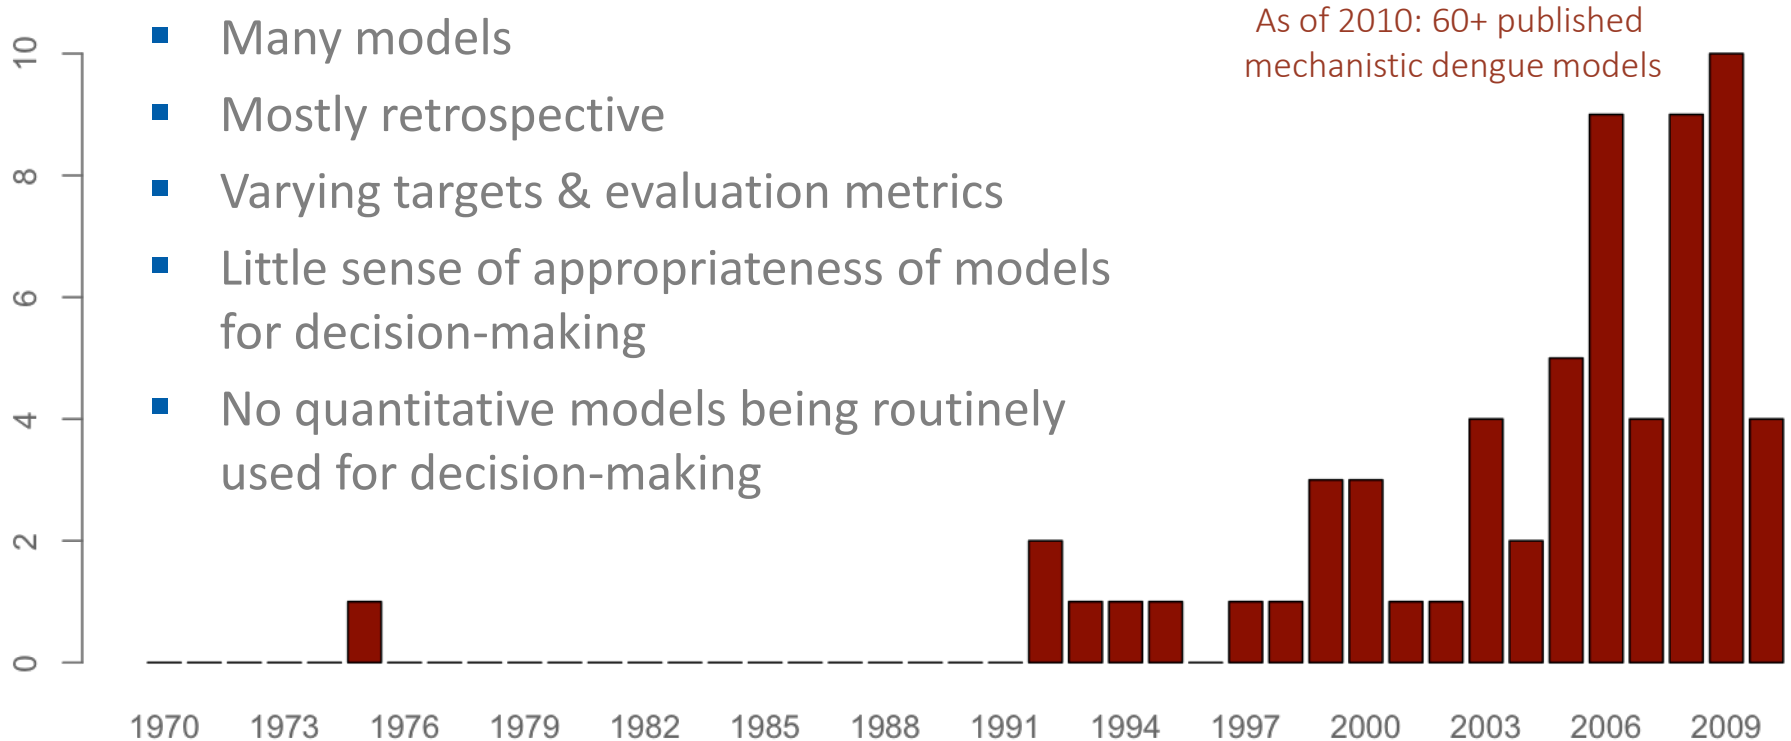 Many models
Mostly retrospective
Varying targets & evaluation metrics
Little sense of appropriateness of models
for decision-making
No quantitative models being routinely
used for decision-making
As of 2010: 60+ published
mechanistic dengue models
10
8
6
4
2
0
1970 1973 1976 1979 1982 1985 1988 1991 1994 1997 2000 2003 2006 2009